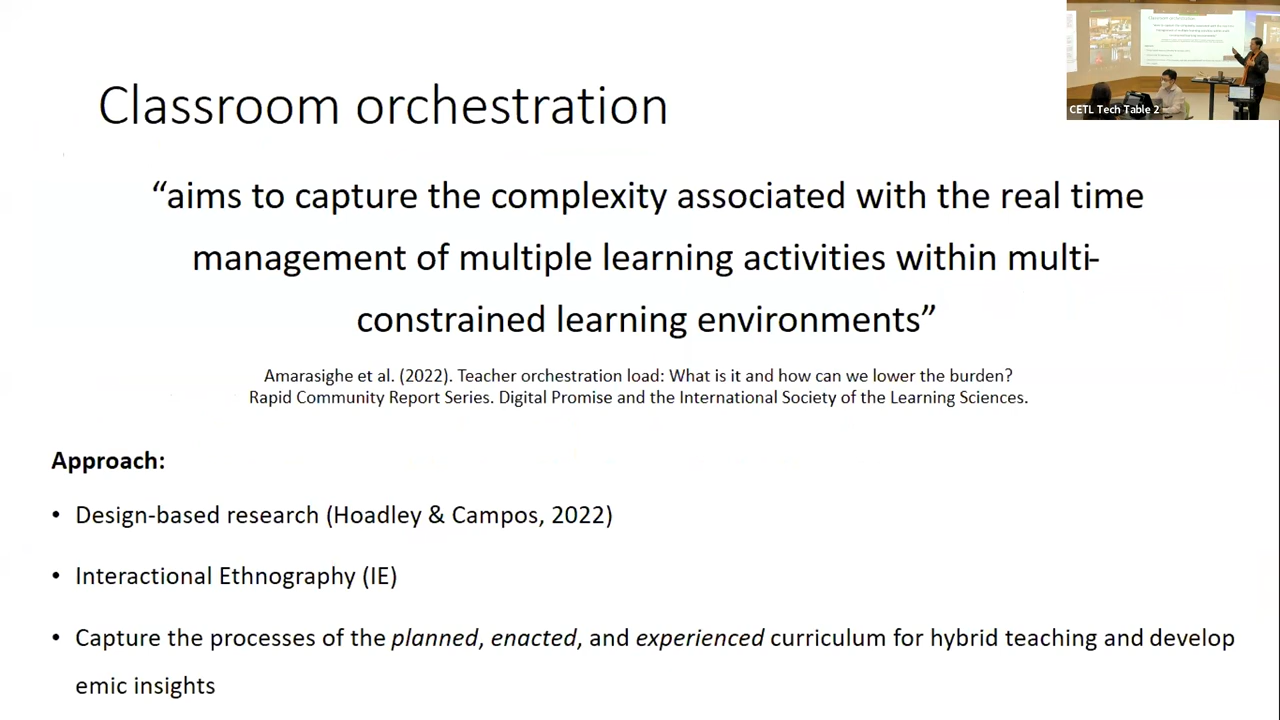 Classroom orchestration
“aims to capture the complexity associated with the real time
management of multiple learning activities within multi-
constrained learning environments”
Amarasighe et al. (2022). Teacher orchestration load: What is it and how can we lower the burden?
Rapid Community Report Series. Digital Promise and the International Society of the Learning Sciences.
Approach:
• Design-based research (Hoadley & Campos, 2022)
• Interactional Ethnography (IE)
• Capture the processes of the planned, enacted, and experienced curriculum for hybrid teaching and develop
emic insights
CETL Tech Table 2
Classroom orchestration